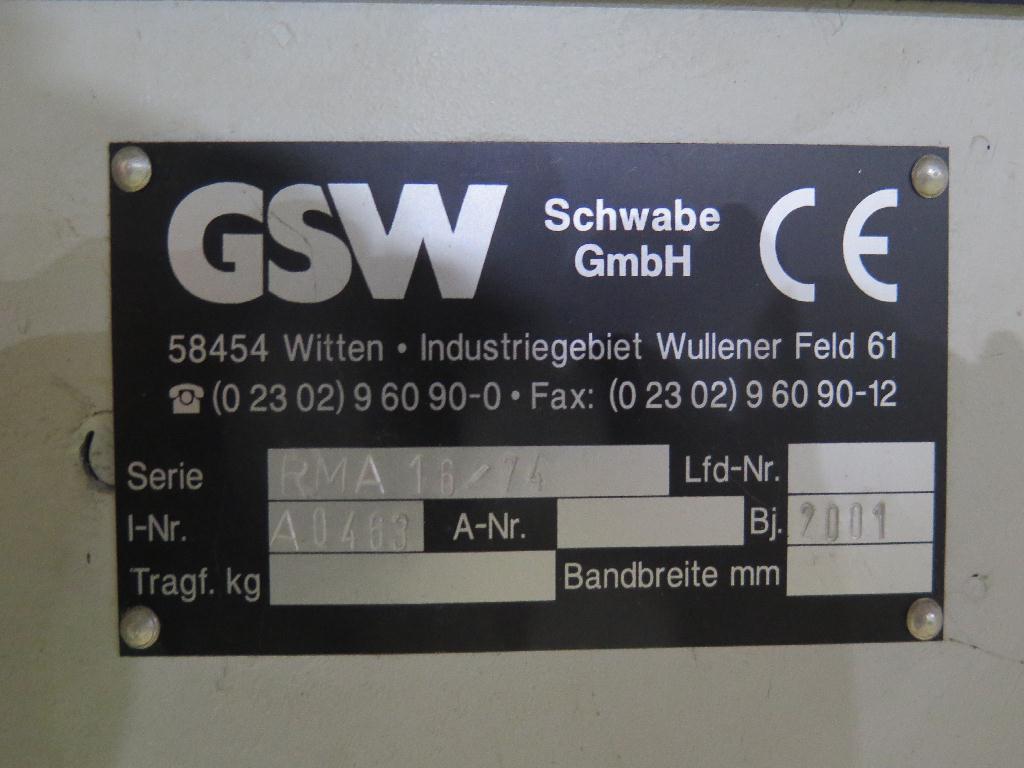 GSW Schwabe GmbH CE
58454 Witten • Industriegebiet Wullener Feld 61
☎ (0 23 02) 9 60 90-0 • Fax: (0 23 02) 9 60 90-12
Serie RMA 16/74 Lfd-Nr.
I-Nr. A0463 A-Nr. Bj. 2001
Tragf. kg Bandbreite mm